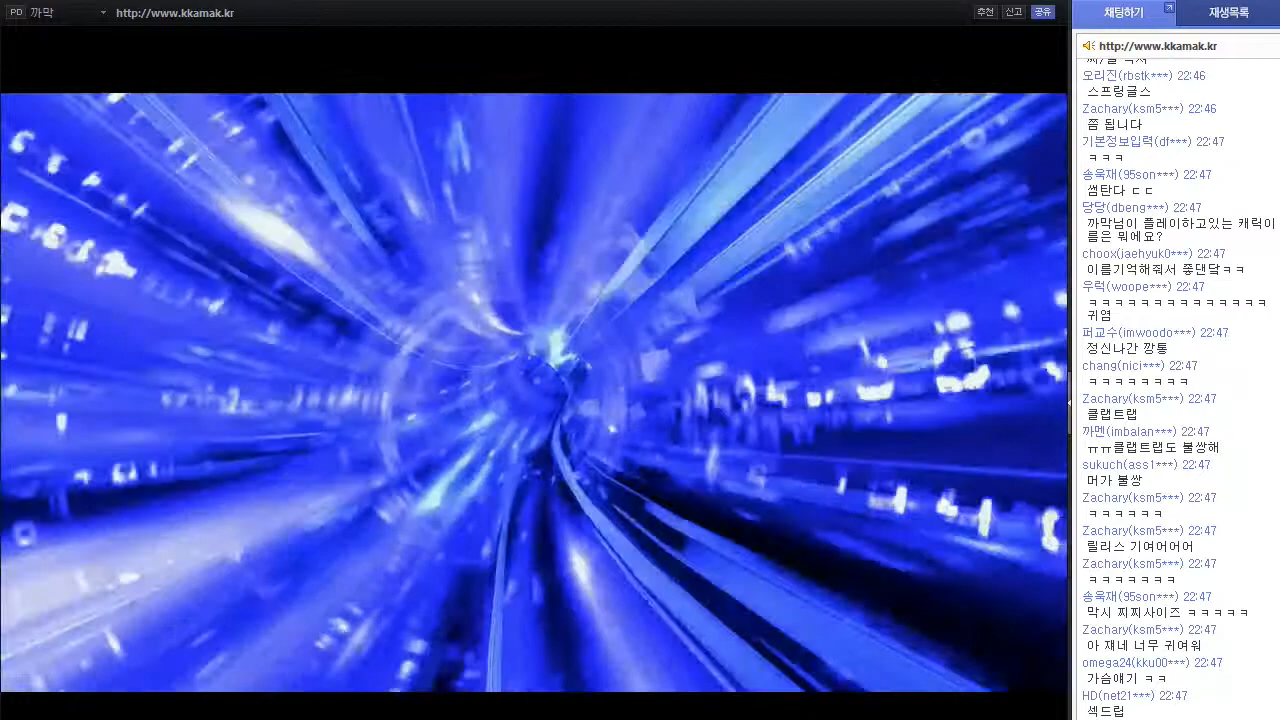 PD 까막 http://www.kkamak.kr 추천 신고 공유
채팅하기 재생목록
http://www.kkamak.kr
오리진(rbstk***) 22:46
스프링글스
Zachary(ksm5***) 22:46
쯤 됩니다
기본정보입력(df***) 22:47
ㅋㅋㅋ
송욱재(95son***) 22:47
썸탄다 ㄷㄷ
당당(dbeng***) 22:47
까막님이 플레이하고있는 캐릭이
름은 뭐에요?
choox(jaehyuk0***) 22:47
이름기억해줘서 좋댄닼ㅋㅋ
우럭(woope***) 22:47
ㅋㅋㅋㅋㅋㅋㅋㅋㅋㅋㅋㅋㅋㅋ
귀염
퍼교수(imwoodo***) 22:47
정신나간 깡통
chang(nic)***) 22:47
ㅋㅋㅋㅋㅋㅋㅋㅋ
Zachary(ksm5***) 22:47
클랩트랩
까멘(imbalan***) 22:47
ㅠㅠ클랩트랩도 불쌍해
sukuch(ass1***) 22:47
머가 불쌍
Zachary(ksm5***) 22:47
ㅋㅋㅋㅋㅋㅋ
Zachary(ksm5***) 22:47
릴리스 기여어어어
Zachary(ksm5***) 22:47
ㅋㅋㅋㅋㅋㅋㅋ
송욱재(95son***) 22:47
막시 찌찌사이즈 ㅋㅋㅋㅋㅋ
Zachary(ksm5***) 22:47
아 쟤네 너무 귀여워
omega24(kku00***) 22:47
가슴얘기 ㅋㅋ
HD(net21***) 22:47
섹드립